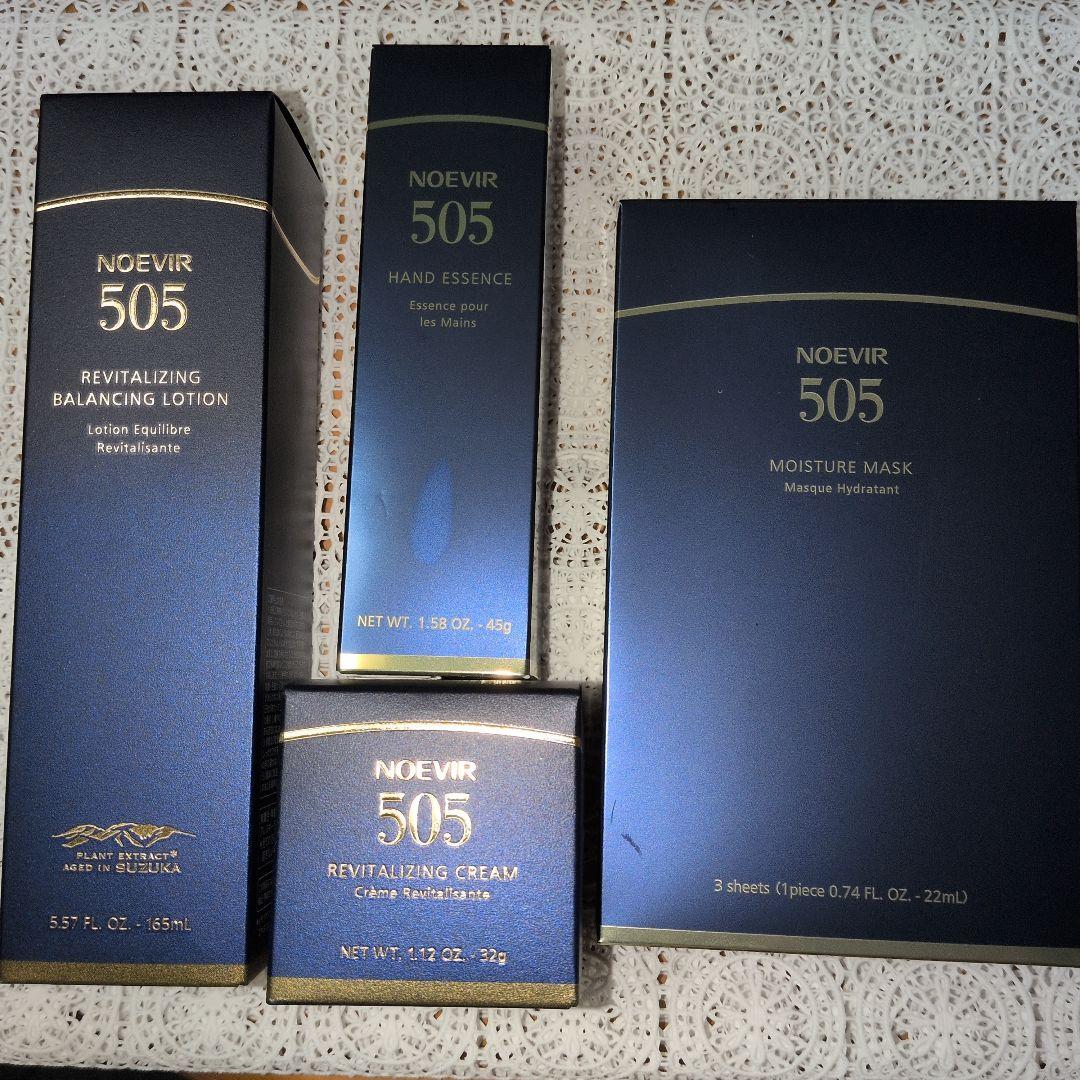 NOEVIR
505
REVITALIZING
BALANCING LOTION
Lotion Equilibre
Revitalisante
PLANT EXTRACT*
AGED IN SUZUKA
5.57 FL. OZ. - 165mL
NOEVIR
505
HAND ESSENCE
Essence pour
les Mains
NET WT. 1.58 OZ. - 45g
NOEVIR
505
REVITALIZING CREAM
Crème Revitalisante
NET WT. 1.12 OZ. - 32g
NOEVIR
505
MOISTURE MASK
Masque Hydratant
3 sheets (1piece 0.74 FL. OZ. - 22mL)